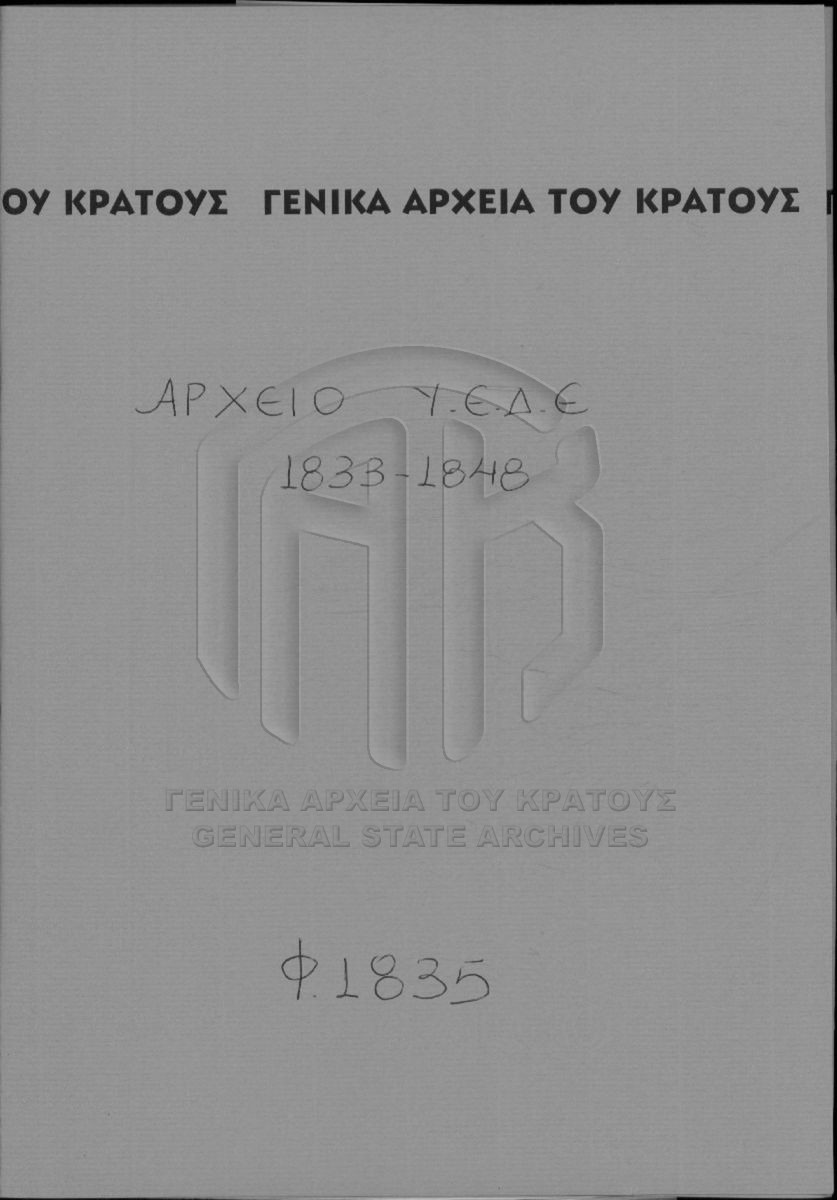 ΟΥ ΚΡΑΤΟΥΣ ΓΕΝΙΚΑ ΑΡΧΕΙΑ ΤΟΥ ΚΡΑΤΟΥΣ
ΑΡΧΕΙΟ Υ.Ε.Δ.Ε
1833-1848
ΓΕΝΙΚΑ ΑΡΧΕΙΑ ΤΟΥ ΚΡΑΤΟΥΣ
GENERAL STATE ARCHIVES
Φ.1835